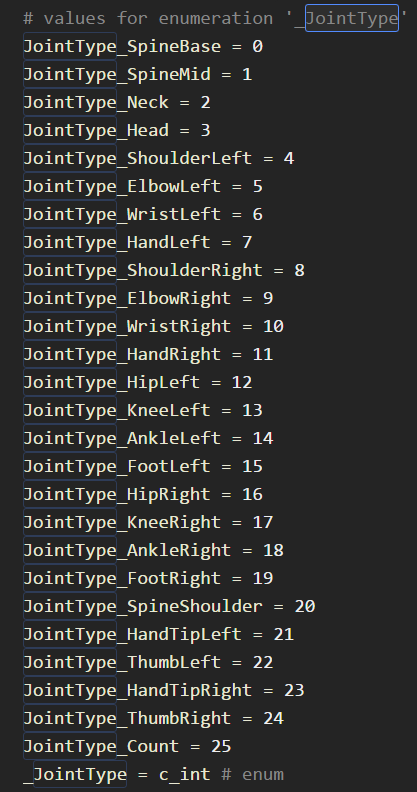 # values for enumeration '_JointType'
JointType_SpineBase = 0
JointType_SpineMid = 1
JointType_Neck = 2
JointType_Head = 3
JointType_ShoulderLeft = 4
JointType_ElbowLeft = 5
JointType_WristLeft = 6
JointType_HandLeft = 7
JointType_ShoulderRight = 8
JointType_ElbowRight = 9
JointType_WristRight = 10
JointType_HandRight = 11
JointType_HipLeft = 12
JointType_KneeLeft = 13
JointType_AnkleLeft = 14
JointType_FootLeft = 15
JointType_HipRight = 16
JointType_KneeRight = 17
JointType_AnkleRight = 18
JointType_FootRight = 19
JointType_SpineShoulder = 20
JointType_HandTipLeft = 21
JointType_ThumbLeft = 22
JointType_HandTipRight = 23
JointType_ThumbRight = 24
JointType_Count = 25
_JointType = c_int # enum